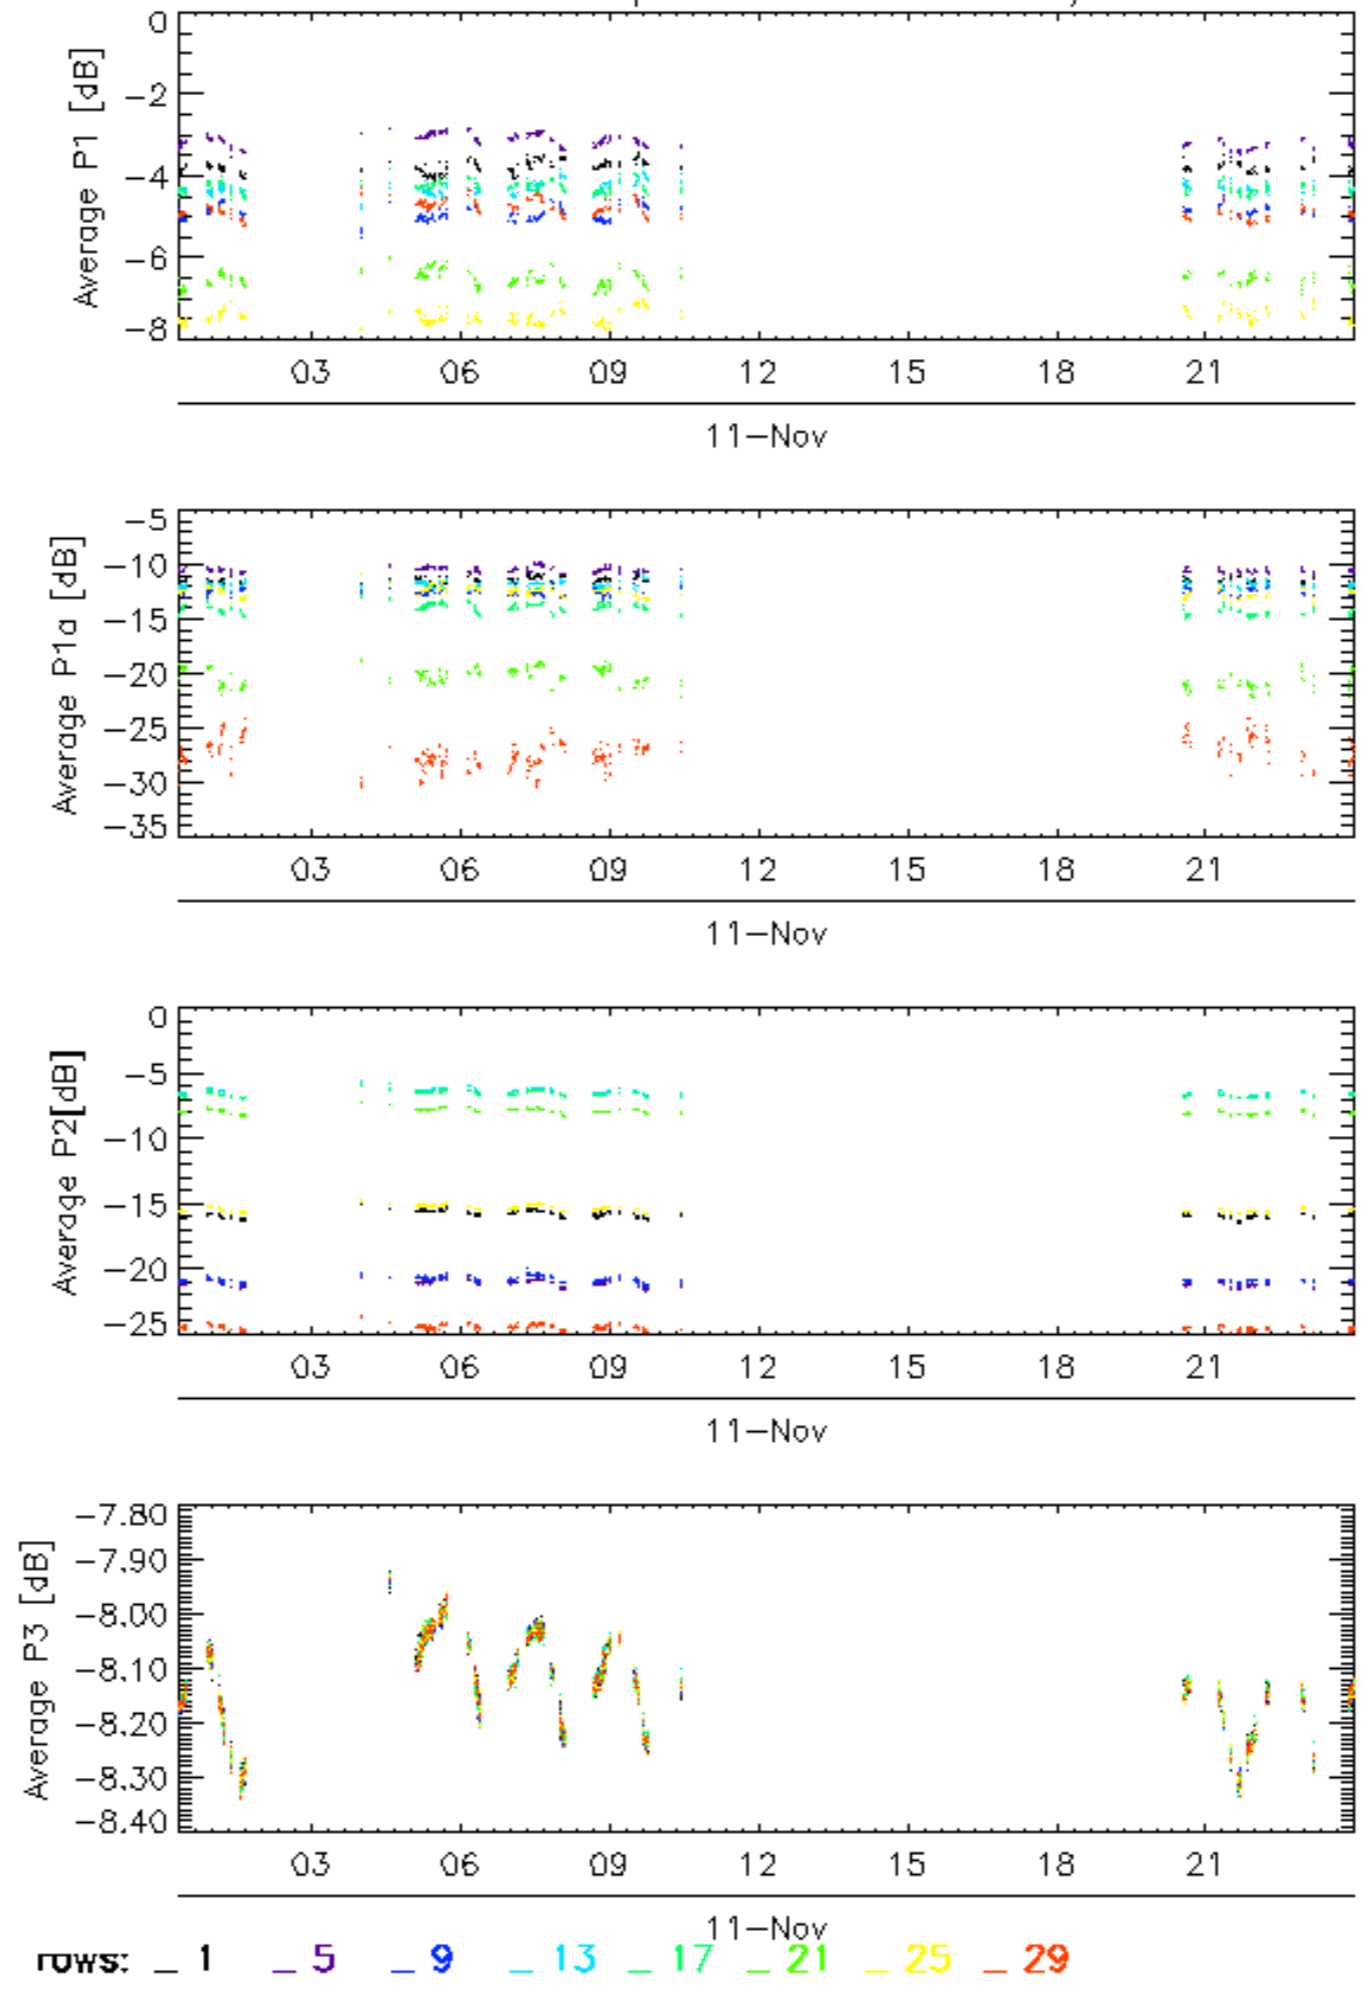 0
−2
−4
−6
−8
Average P1 [dB]
03 06 09 12 15 18 21
11−Nov
−5
−10
−15
−20
−25
−30
−35
Average P1a [dB]
03 06 09 12 15 18 21
11−Nov
0
−5
−10
−15
−20
−25
Average P2[dB]
03 06 09 12 15 18 21
11−Nov
−7.80
−7.90
−8.00
−8.10
−8.20
−8.30
−8.40
Average P3 [dB]
03 06 09 12 15 18 21
11−Nov
rows: _ 1 _ 5 _ 9 _ 13 _ 17 _ 21 _ 25 _ 29